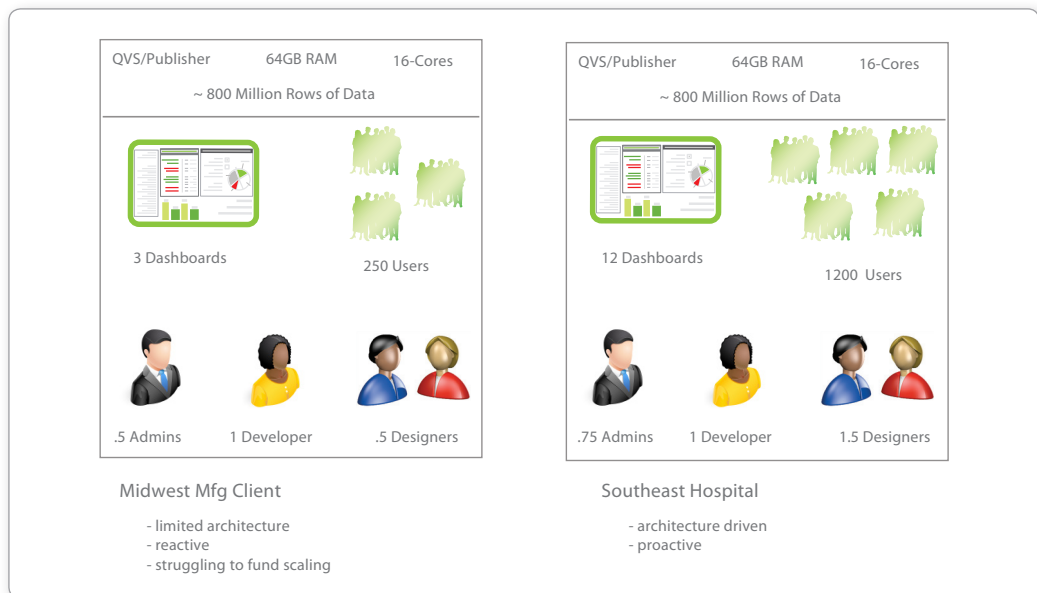 QVS/Publisher 64GB RAM 16-Cores
~ 800 Million Rows of Data
3 Dashboards
250 Users
.5 Admins 1 Developer .5 Designers
Midwest Mfg Client
- limited architecture
- reactive
- struggling to fund scaling
QVS/Publisher 64GB RAM 16-Cores
~ 800 Million Rows of Data
12 Dashboards
1200 Users
.75 Admins 1 Developer 1.5 Designers
Southeast Hospital
- architecture driven
- proactive